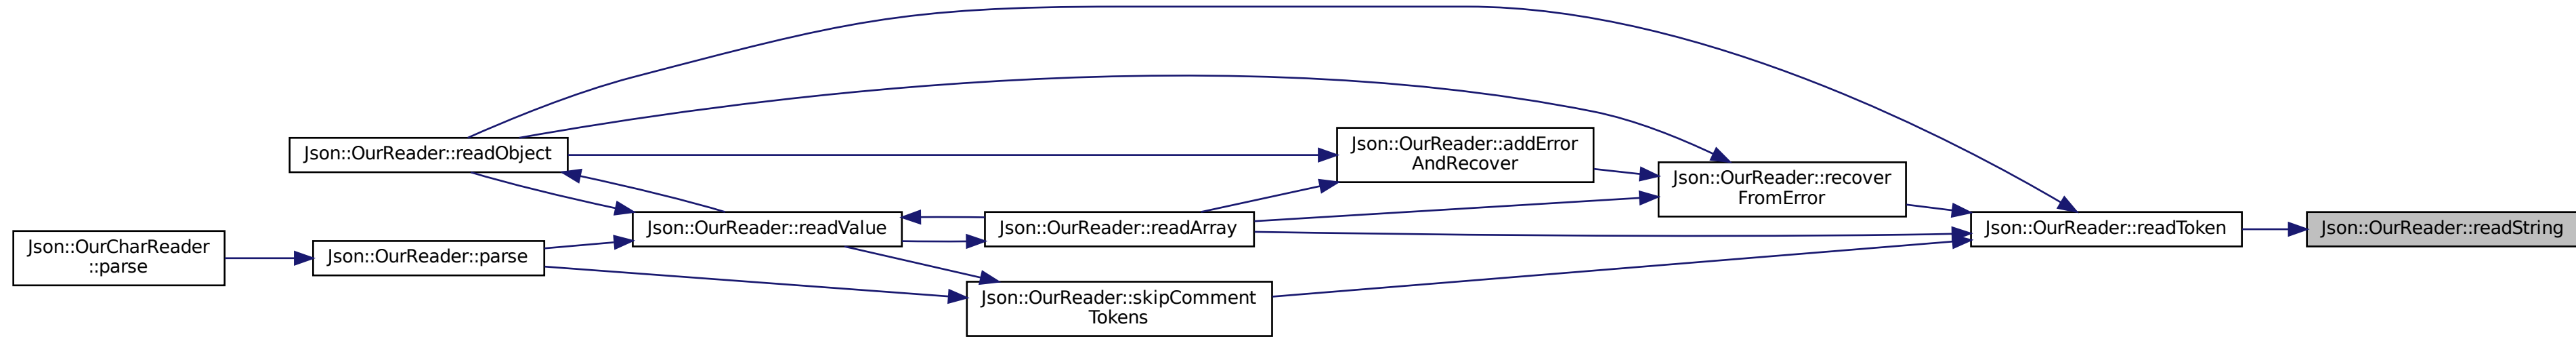 Json::OurCharReader
::parse
Json::OurReader::parse
Json::OurReader::readObject
Json::OurReader::readValue
Json::OurReader::readArray
Json::OurReader::skipComment
Tokens
Json::OurReader::addError
AndRecover
Json::OurReader::recover
FromError
Json::OurReader::readToken
Json::OurReader::readString